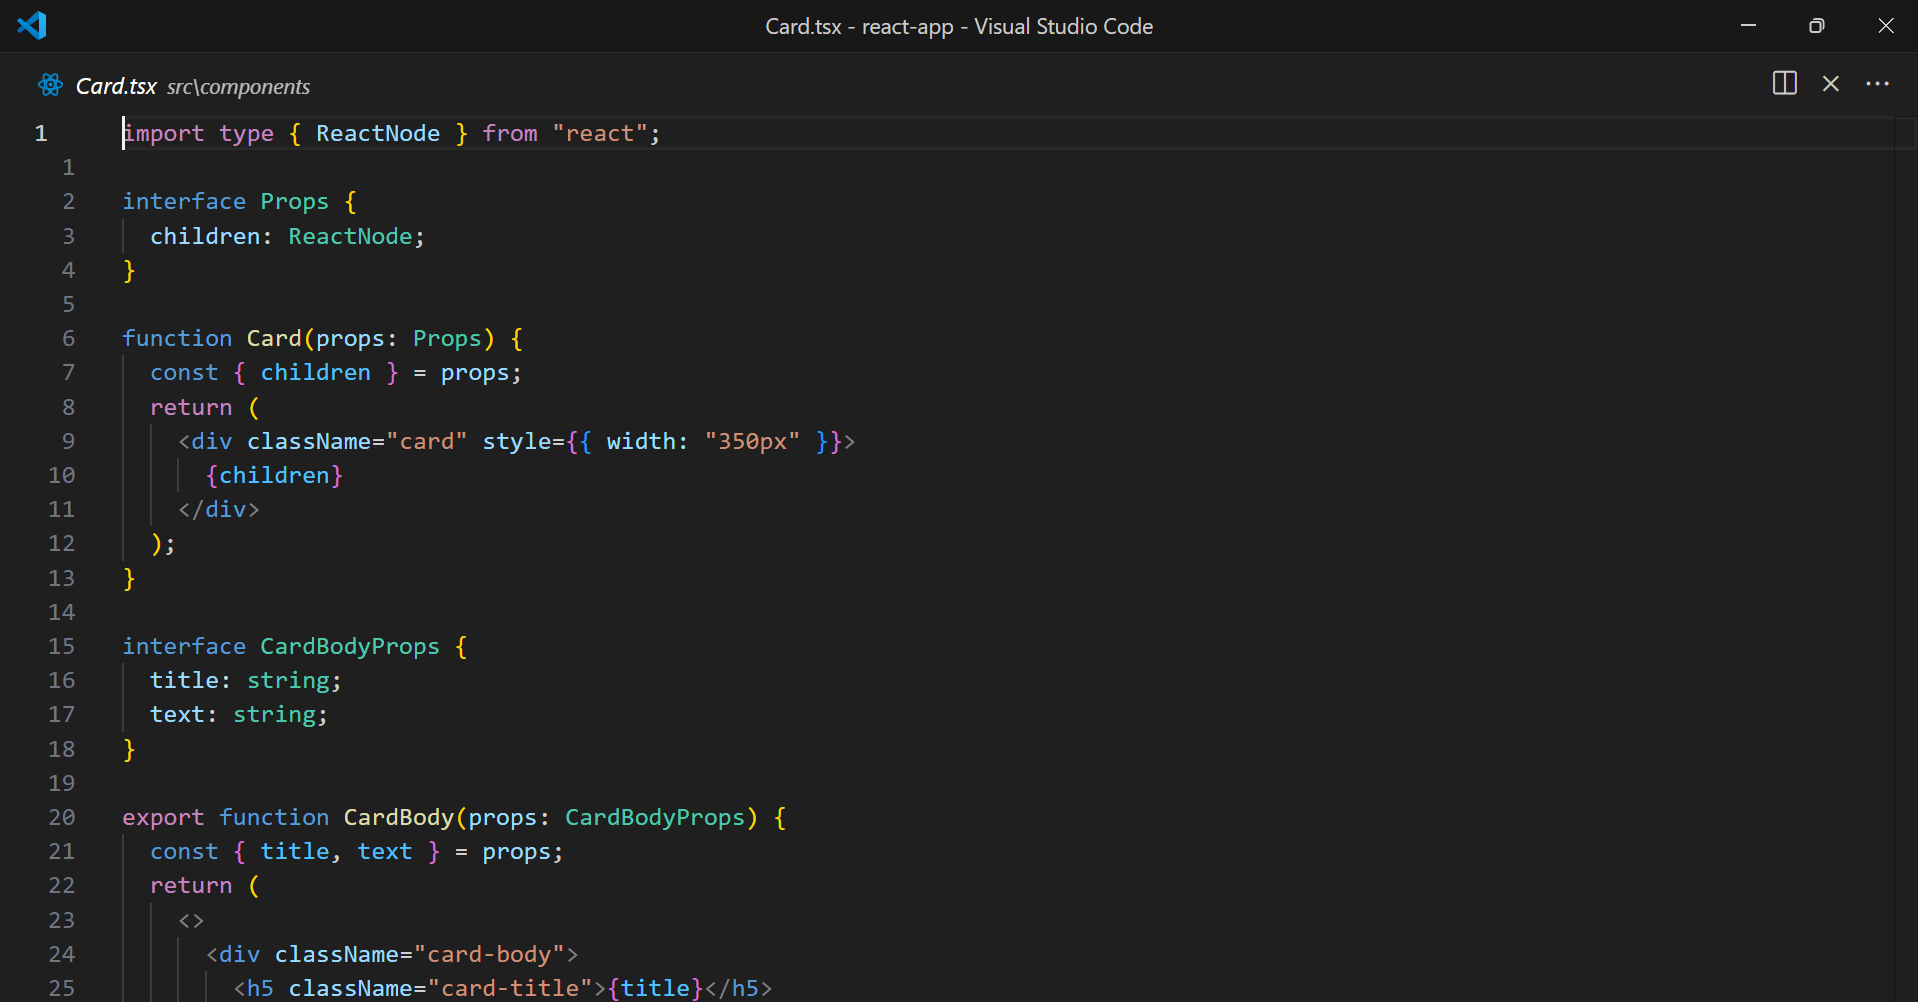 Card.tsx - react-app - Visual Studio Code
Card.tsx src\components
1 import type { ReactNode } from "react";
1
2 interface Props {
3   children: ReactNode;
4 }
5
6 function Card(props: Props) {
7   const { children } = props;
8   return (
9     <div className="card" style={{ width: "350px" }}>
10       {children}
11     </div>
12   );
13 }
14
15 interface CardBodyProps {
16   title: string;
17   text: string;
18 }
19
20 export function CardBody(props: CardBodyProps) {
21   const { title, text } = props;
22   return (
23     <>
24       <div className="card-body">
25         <h5 className="card-title">{title}</h5>